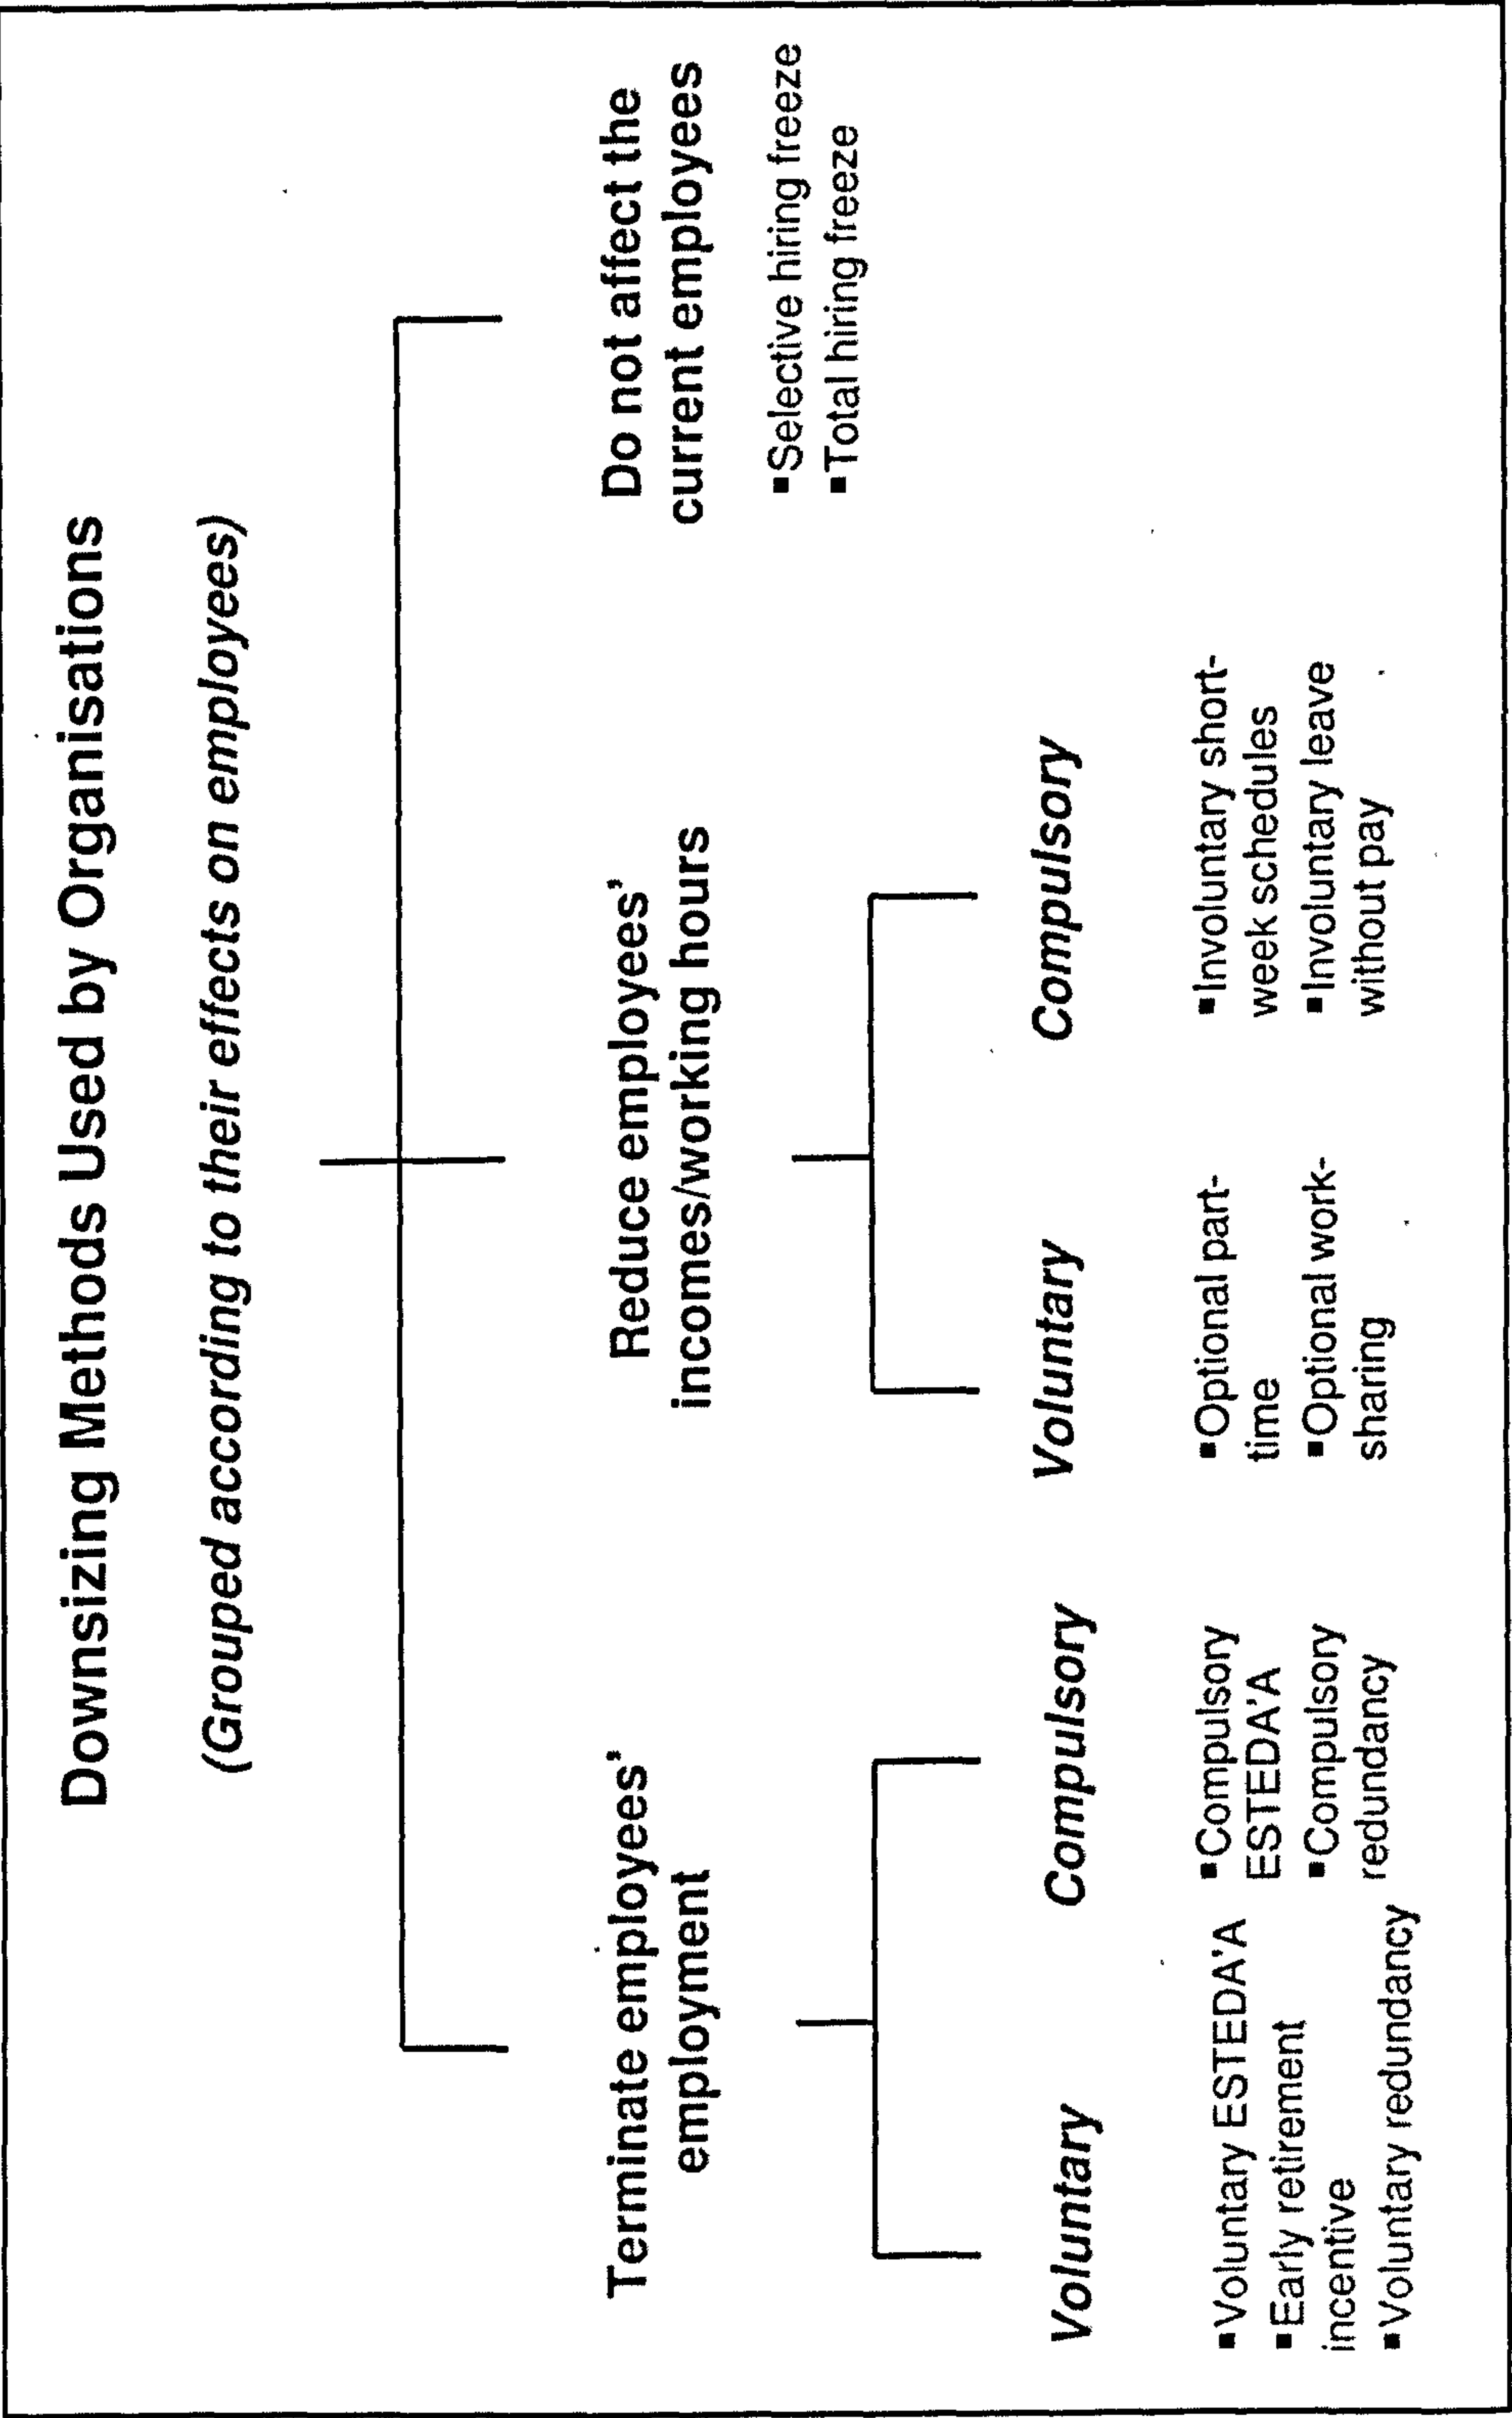 Downsizing Methods Used by Organisations
(Grouped according to their effects on employees)
Terminate employees'
employment
Voluntary
▪Voluntary ESTEDA'A
▪Early retirement
incentive
▪Voluntary redundancy
Compulsory
▪Compulsory
ESTEDA'A
▪Compulsory
redundancy
Reduce employees'
incomes/working hours
Voluntary
▪Optional part-
time
▪Optional work-
sharing
Compulsory
▪Involuntary short-
week schedules
▪Involuntary leave
without pay
Do not affect the
current employees
▪Selective hiring freeze
▪Total hiring freeze